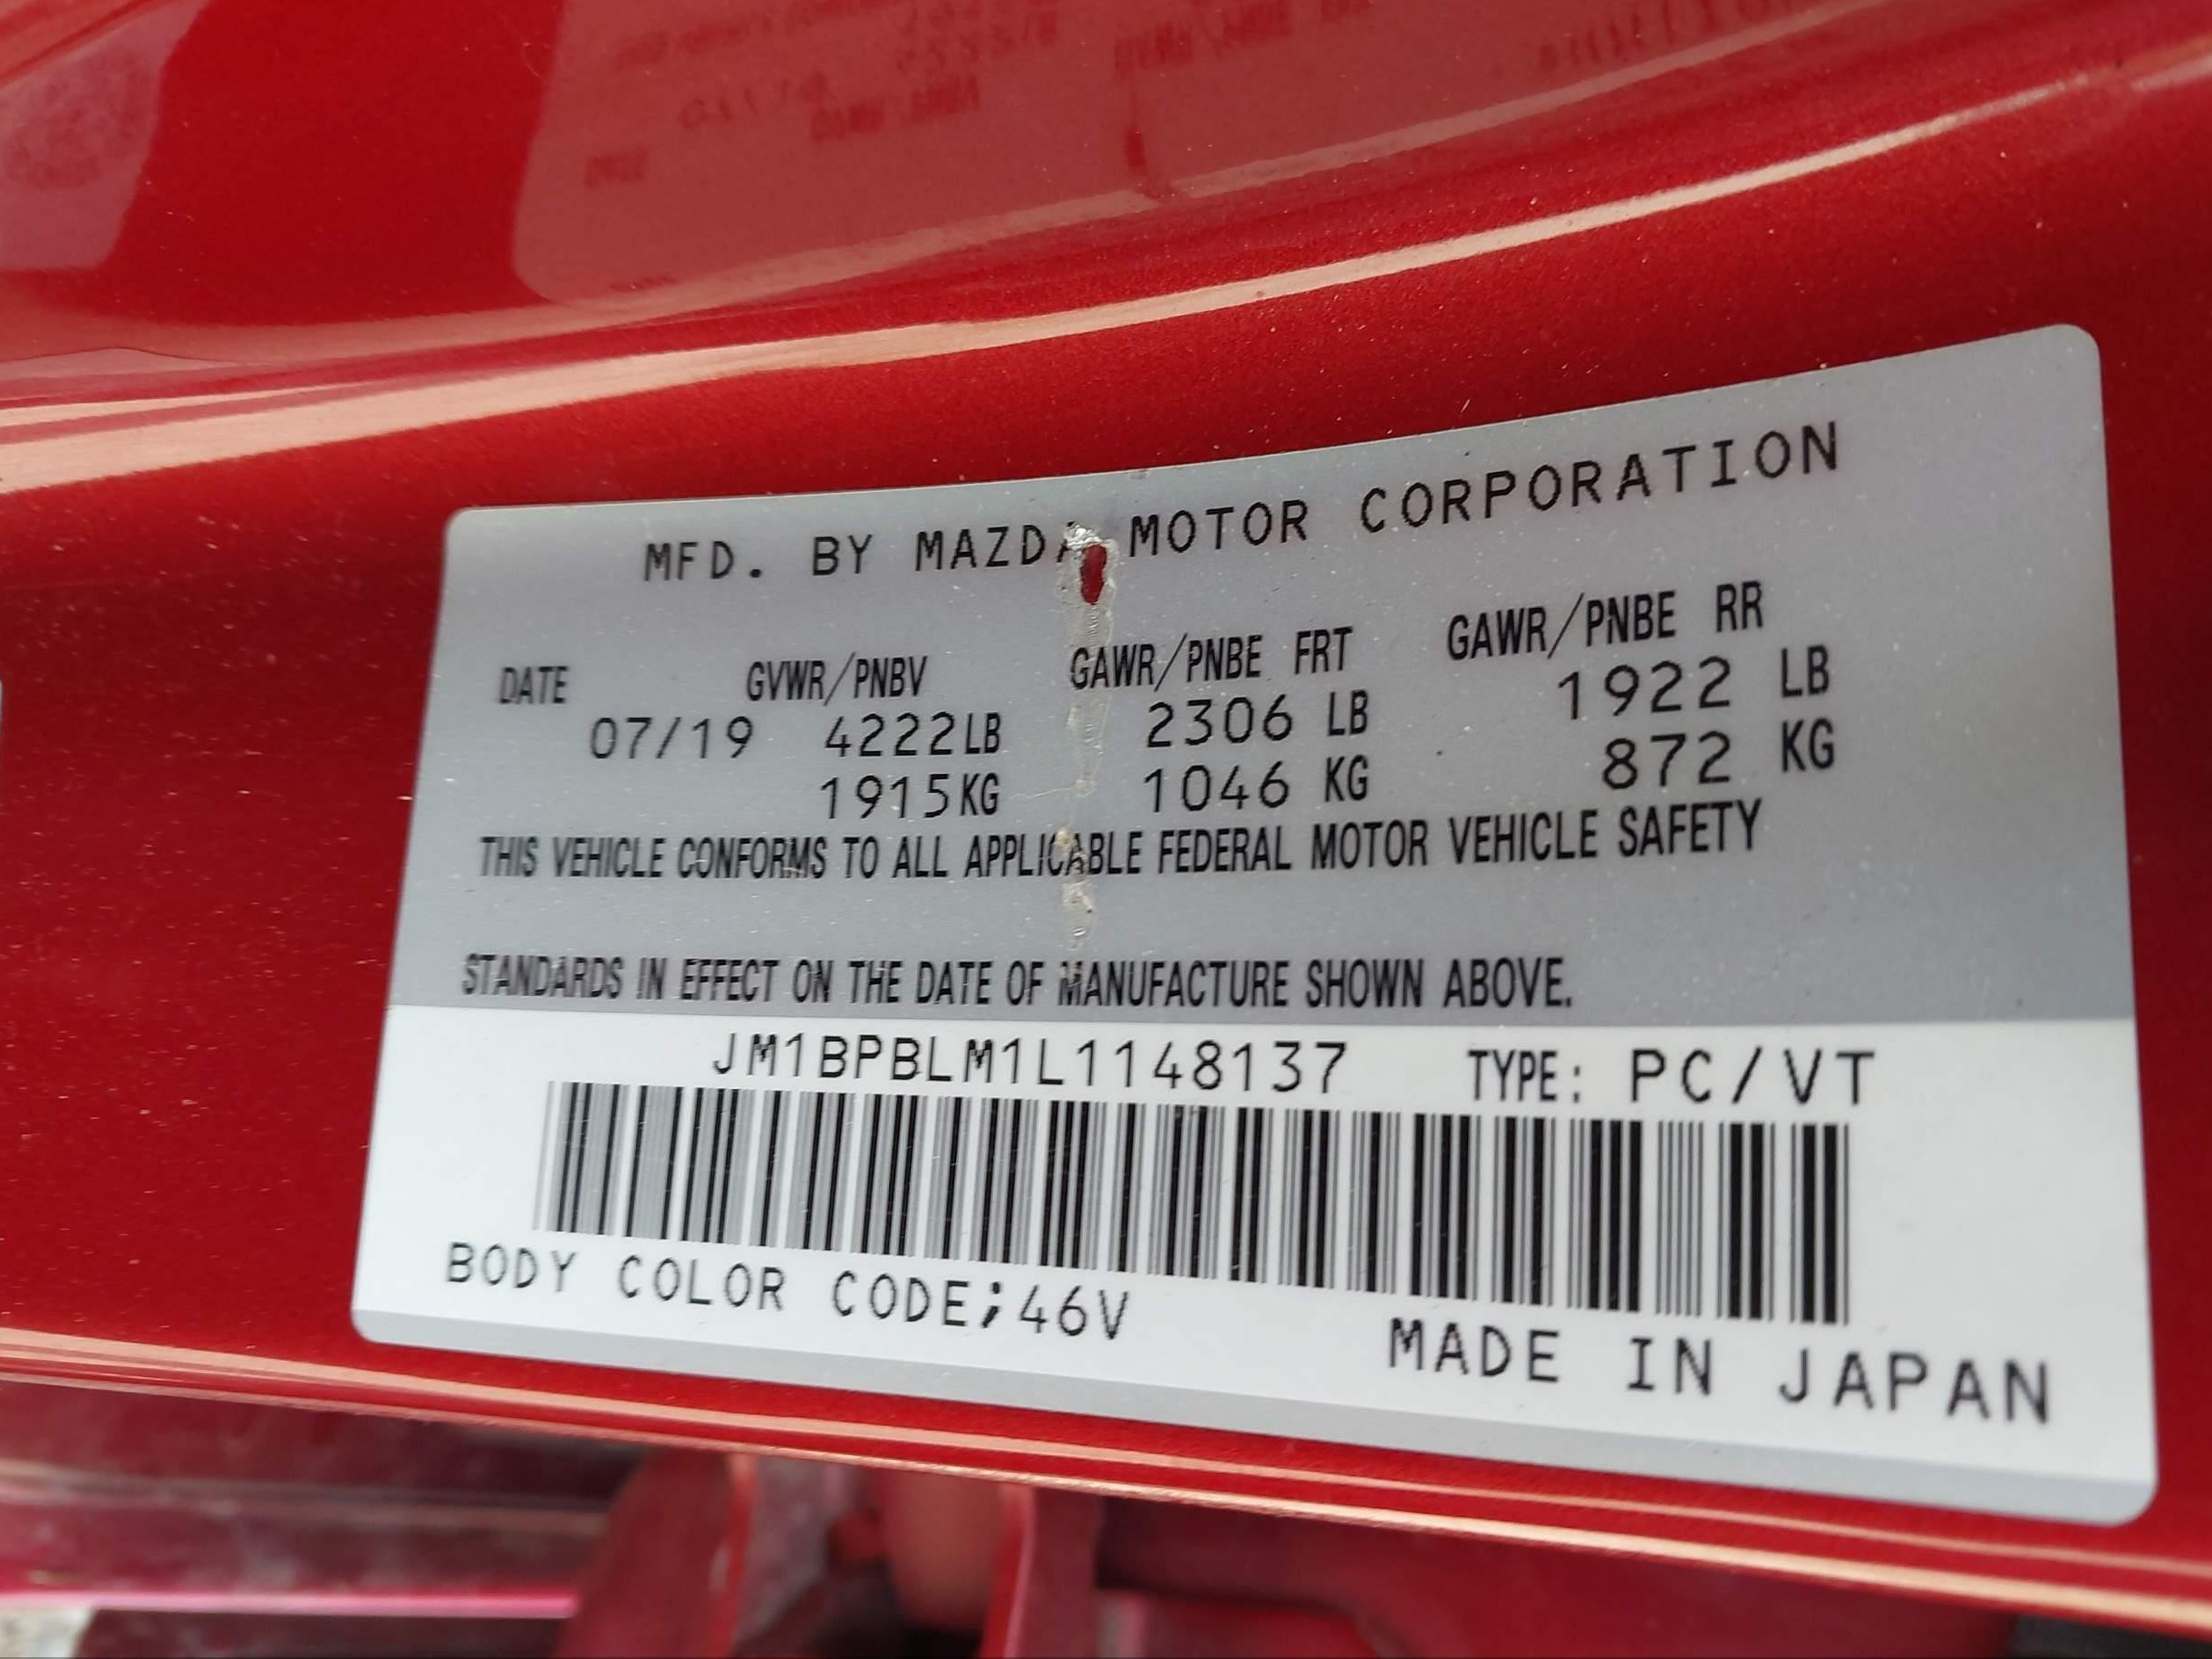 MFD. BY MAZDA MOTOR CORPORATION
DATE GVWR/PNBV GAWR/PNBE FRT GAWR/PNBE RR
07/19 4222LB 2306 LB 1922 LB
1915KG 1046 KG 872 KG
THIS VEHICLE CONFORMS TO ALL APPLICABLE FEDERAL MOTOR VEHICLE SAFETY
STANDARDS IN EFFECT ON THE DATE OF MANUFACTURE SHOWN ABOVE.
JM1BPBLM1L1148137 TYPE: PC/VT
BODY COLOR CODE;46V
MADE IN JAPAN